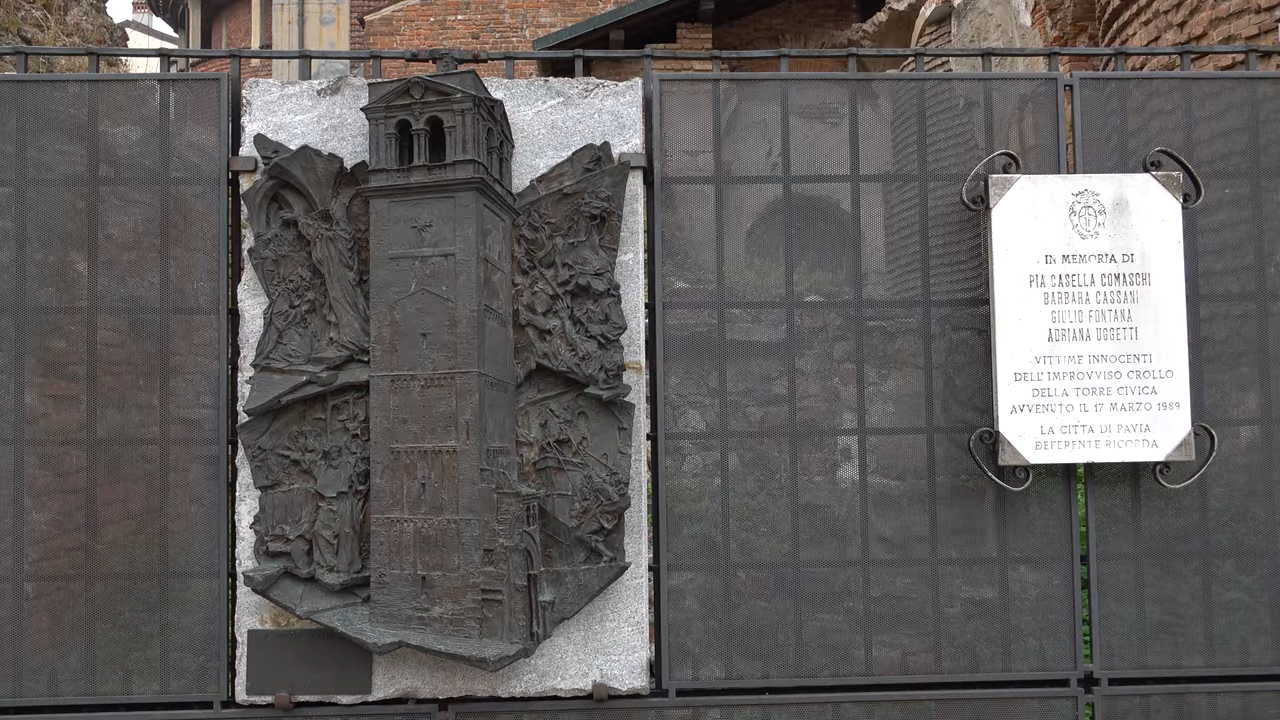 IN MEMORIA DI
PIA CASELLA COMASCHI
BARBARA CASSANI
GIULIO FONTANA
ADRIANA UGGETTI
VITTIME INNOCENTI
DELL'IMPROVVISO CROLLO
DELLA TORRE CIVICA
AVVENUTO IL 17 MARZO 1989
LA CITTÀ DI PAVIA
DEFERENTE RICORDA